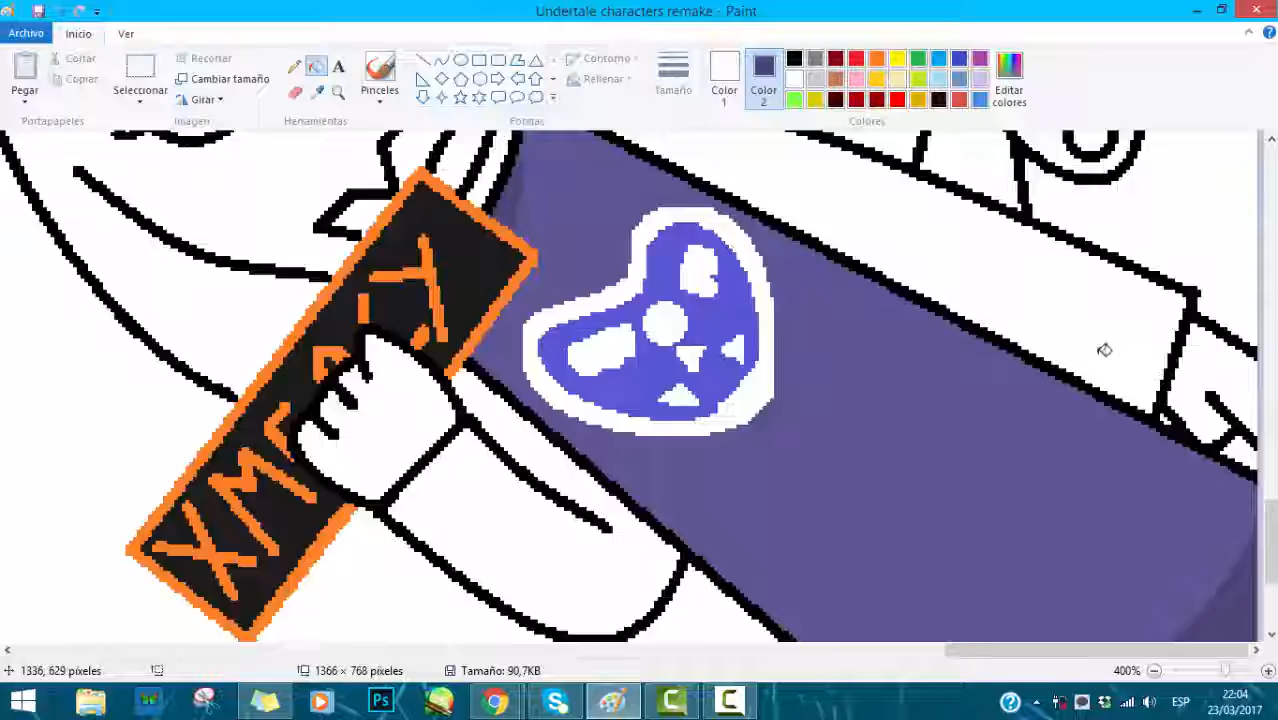 Undertale characters remake - Paint
Archivo Inicio Ver
Pegar
Cortar
Copiar
Portapapeles
Seleccionar
Recortar
Cambiar tamaño
Girar
Imagen
A
Herramientas
Pinceles
Contorno
Rellenar
Formas
Tamaño
Color 1
Color 2
Editar colores
Colores
1336, 629 píxeles
1366 × 768 píxeles
Tamaño: 90,7KB
400%
Ps
ESP
22:04
23/03/2017